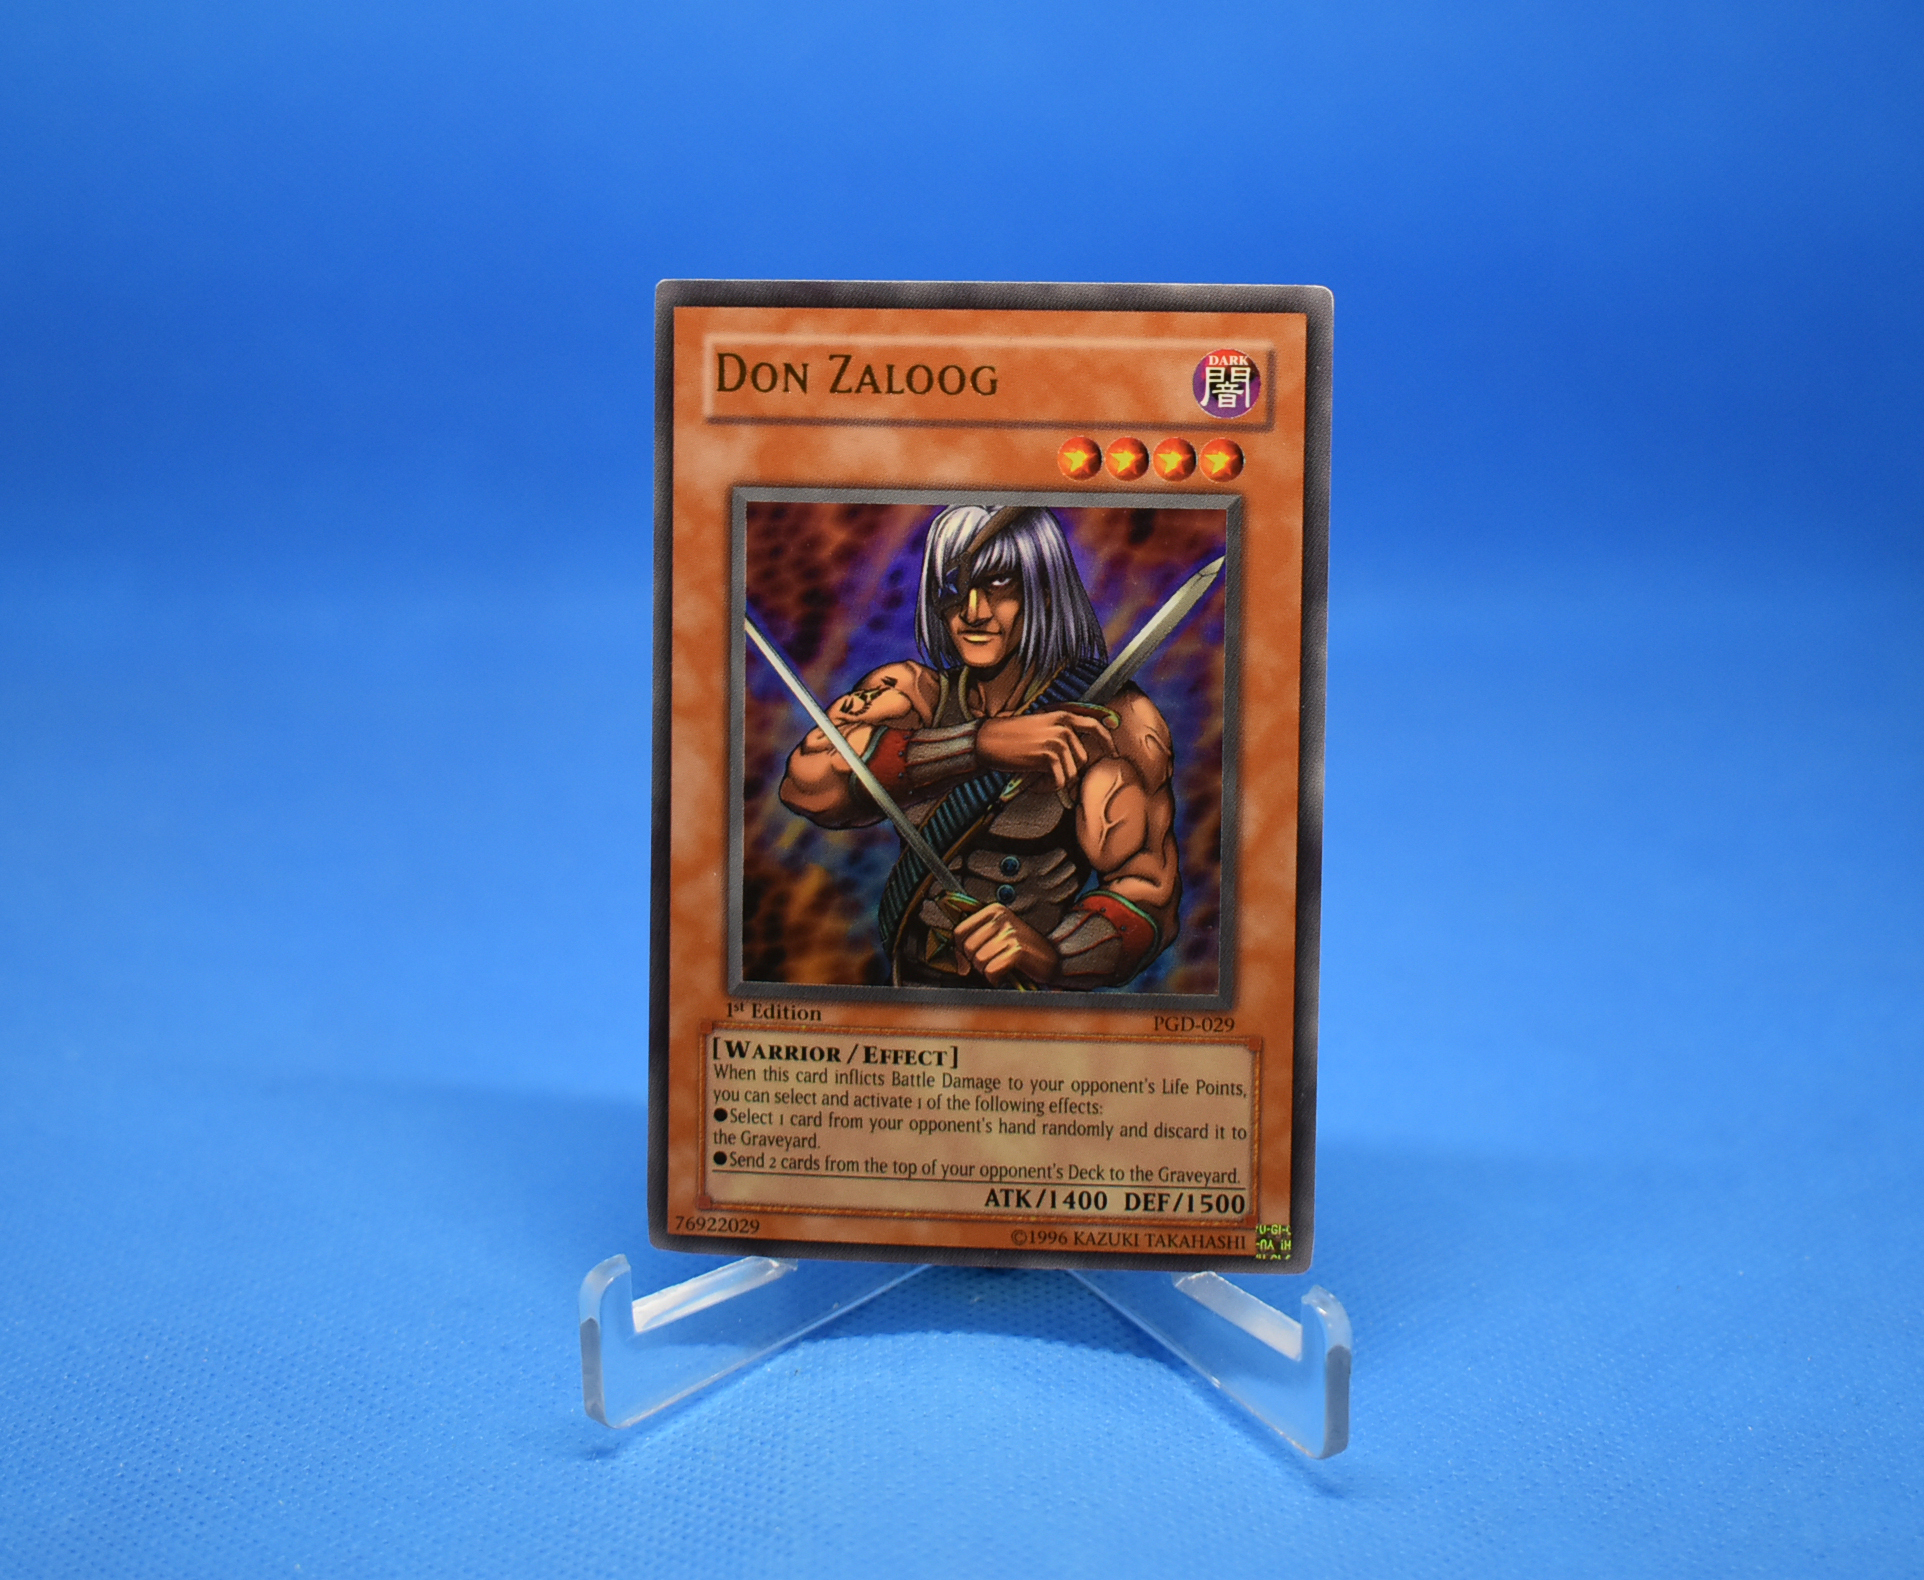 DON ZALOOG
DARK
闇
1st Edition
PGD-029
[WARRIOR/EFFECT]
When this card inflicts Battle Damage to your opponent's Life Points,
you can select and activate 1 of the following effects:
●Select 1 card from your opponent's hand randomly and discard it to
the Graveyard.
●Send 2 cards from the top of your opponent's Deck to the Graveyard.
ATK/1400 DEF/1500
76922029
©1996 KAZUKI TAKAHASHI